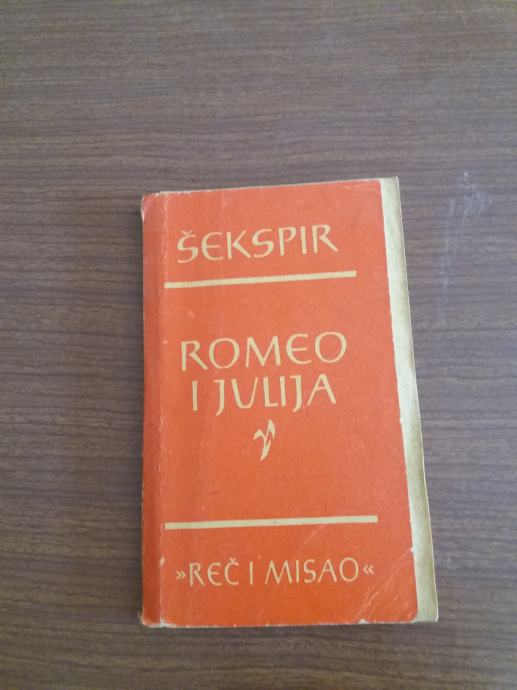 ŠEKSPIR
ROMEO
I JULIJA
»REČ I MISAO«